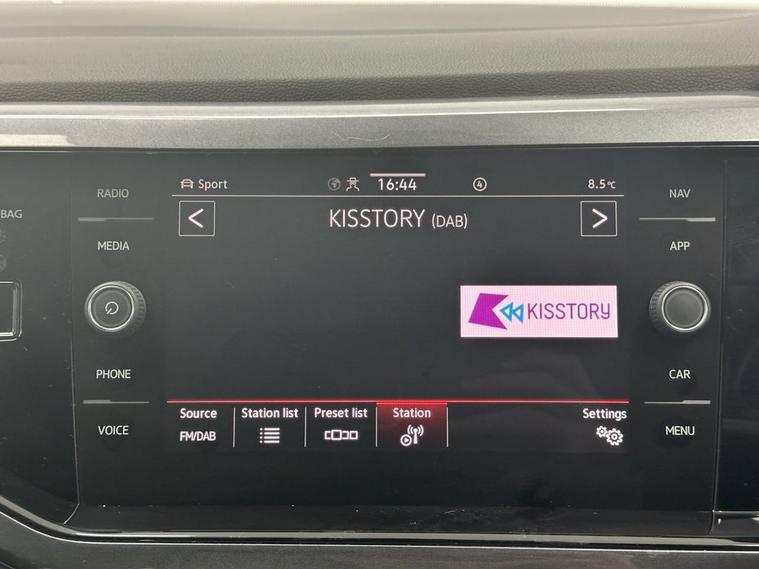 RADIO
MEDIA
PHONE
VOICE
BAG
Sport
16:44
4
8.5°C
KISSTORY (DAB)
KISSTORY
Source
FM/DAB
Station list
Preset list
Station
Settings
NAV
APP
CAR
MENU